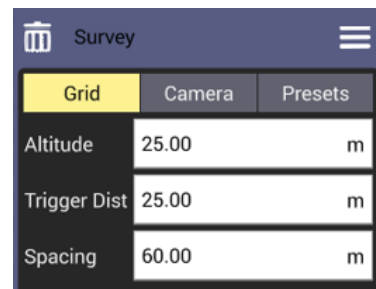 Survey
Grid Camera Presets
Altitude 25.00 m
Trigger Dist 25.00 m
Spacing 60.00 m